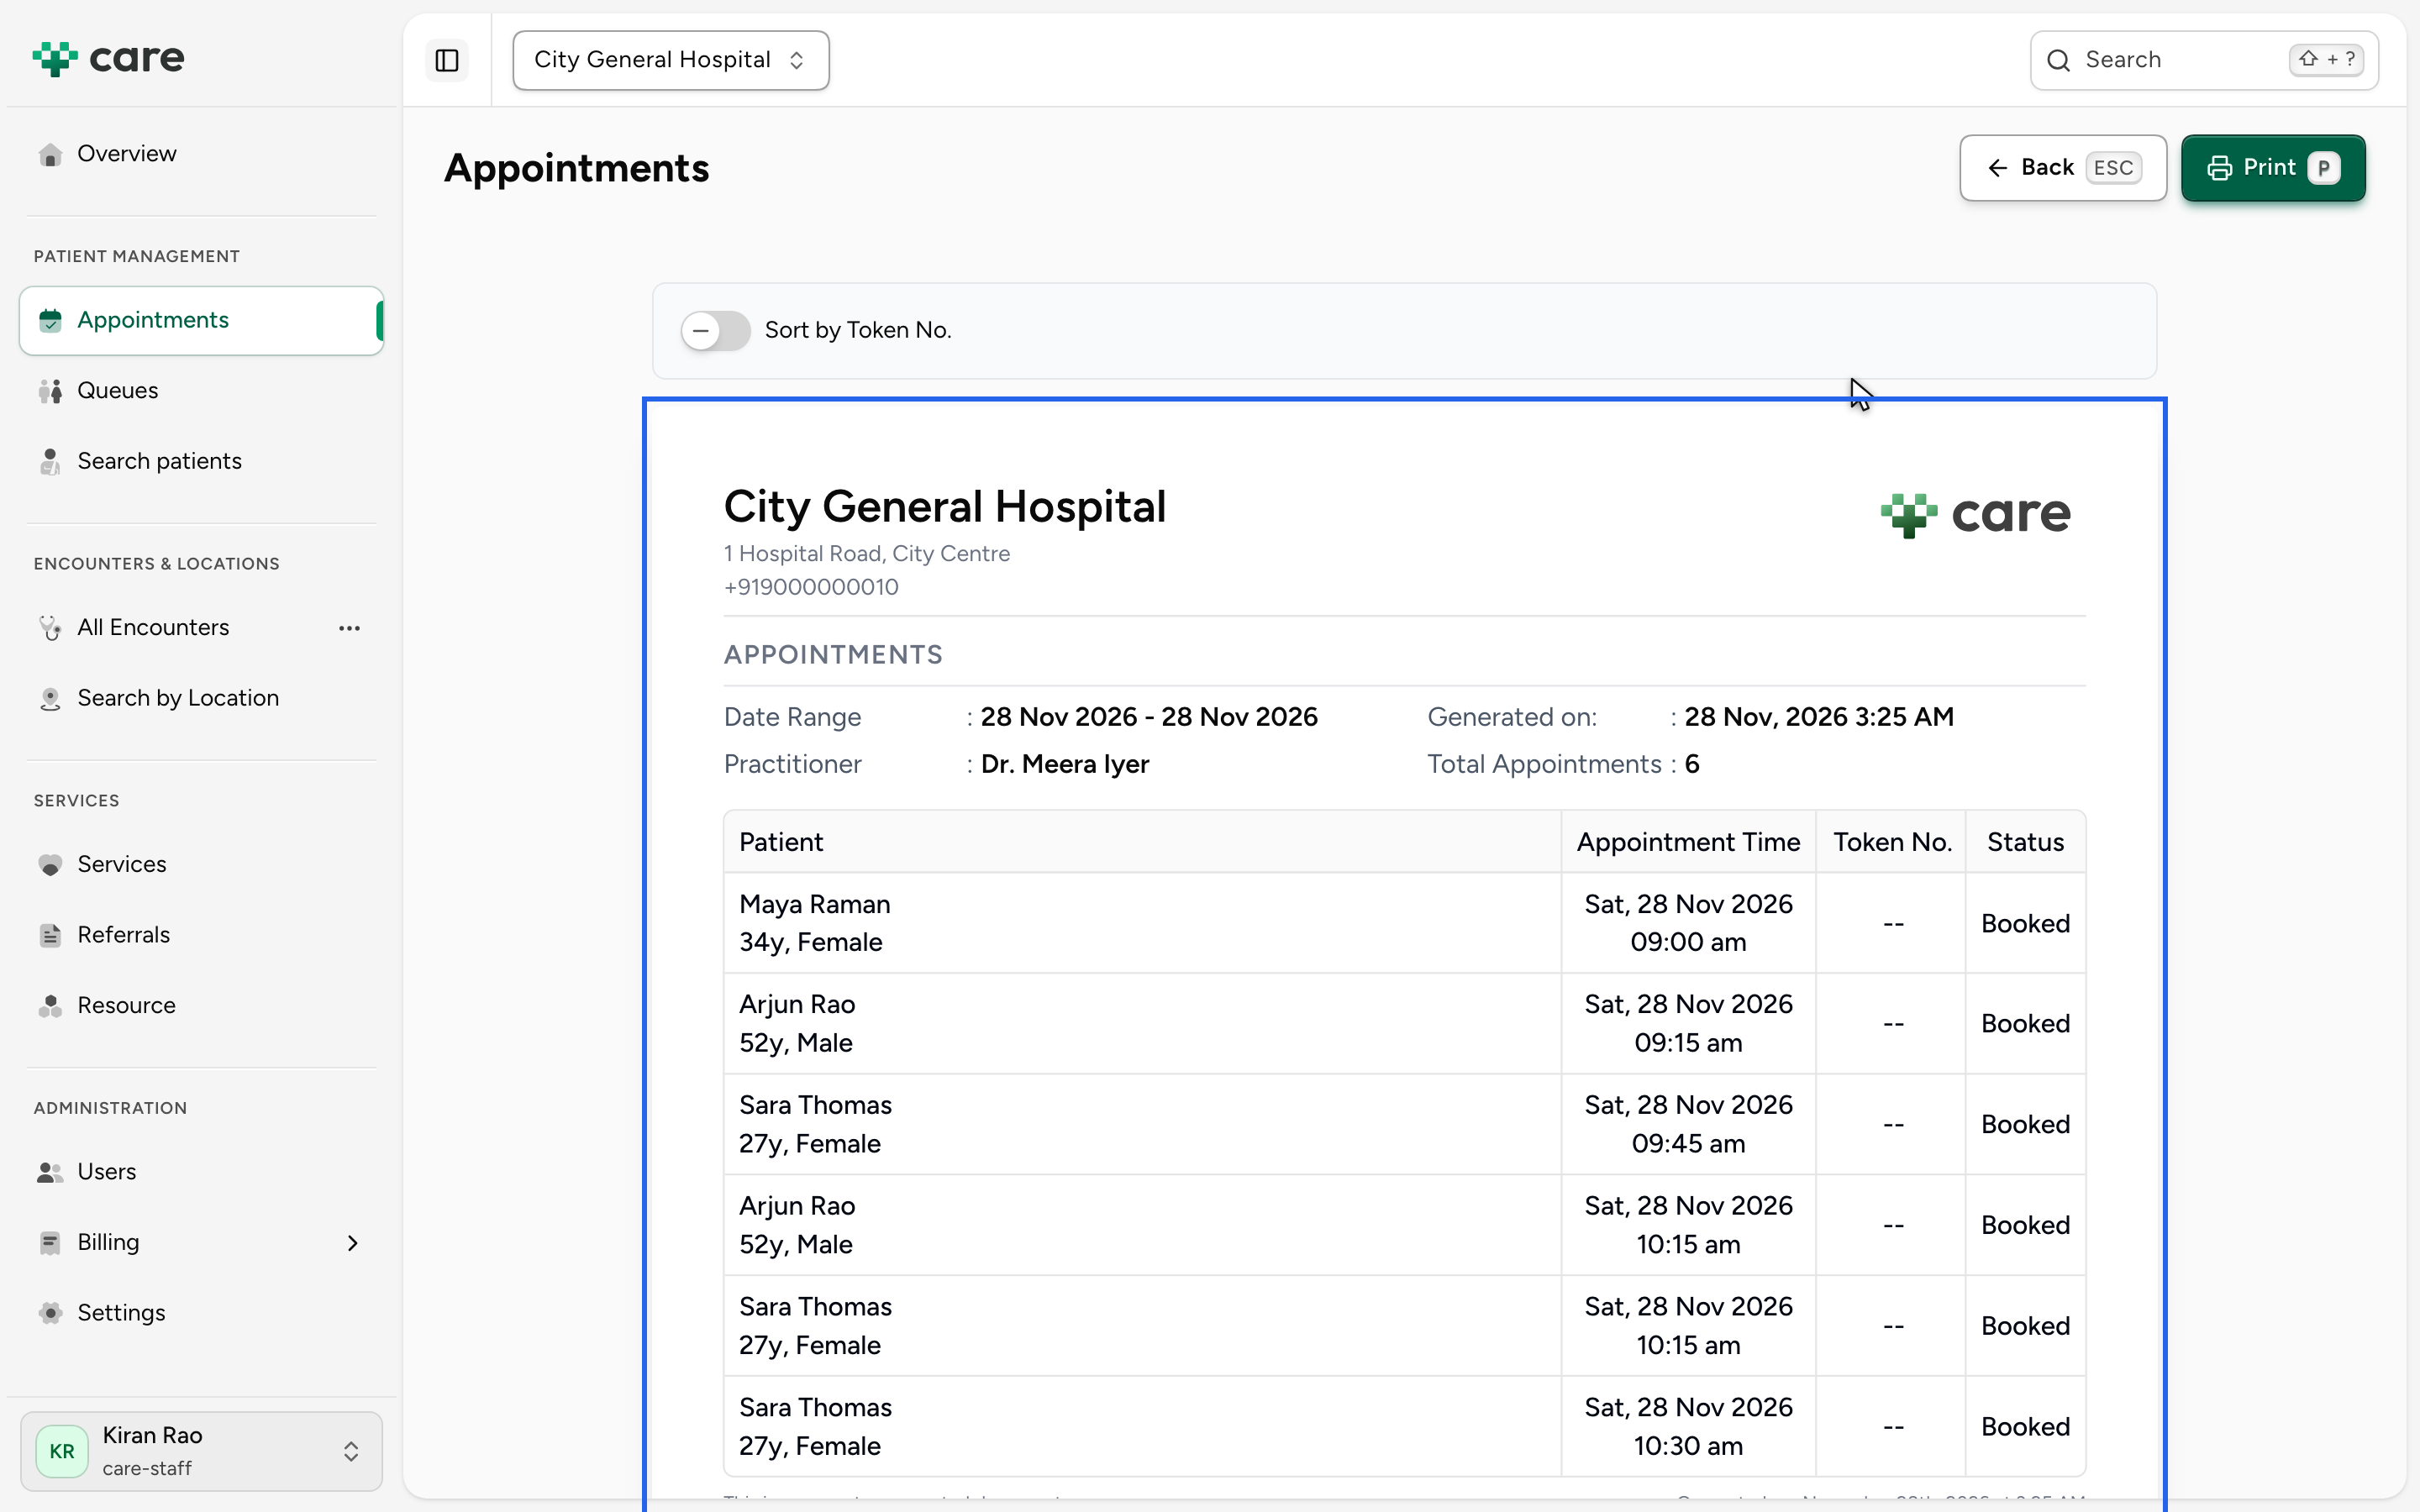 care
City General Hospital
Search
+ ?
Overview
Appointments
Back ESC
Print P
PATIENT MANAGEMENT
Appointments
Queues
Search patients
Sort by Token No.
ENCOUNTERS & LOCATIONS
All Encounters
Search by Location
SERVICES
Services
Referrals
Resource
ADMINISTRATION
Users
Billing
Settings
KR
Kiran Rao
care-staff
City General Hospital
care
1 Hospital Road, City Centre
+919000000010
APPOINTMENTS
Date Range : 28 Nov 2026 - 28 Nov 2026
Generated on: : 28 Nov, 2026 3:25 AM
Practitioner : Dr. Meera Iyer
Total Appointments : 6
Patient Appointment Time Token No. Status
Maya Raman
34y, Female
Sat, 28 Nov 2026
09:00 am
--
Booked
Arjun Rao
52y, Male
Sat, 28 Nov 2026
09:15 am
--
Booked
Sara Thomas
27y, Female
Sat, 28 Nov 2026
09:45 am
--
Booked
Arjun Rao
52y, Male
Sat, 28 Nov 2026
10:15 am
--
Booked
Sara Thomas
27y, Female
Sat, 28 Nov 2026
10:15 am
--
Booked
Sara Thomas
27y, Female
Sat, 28 Nov 2026
10:30 am
--
Booked